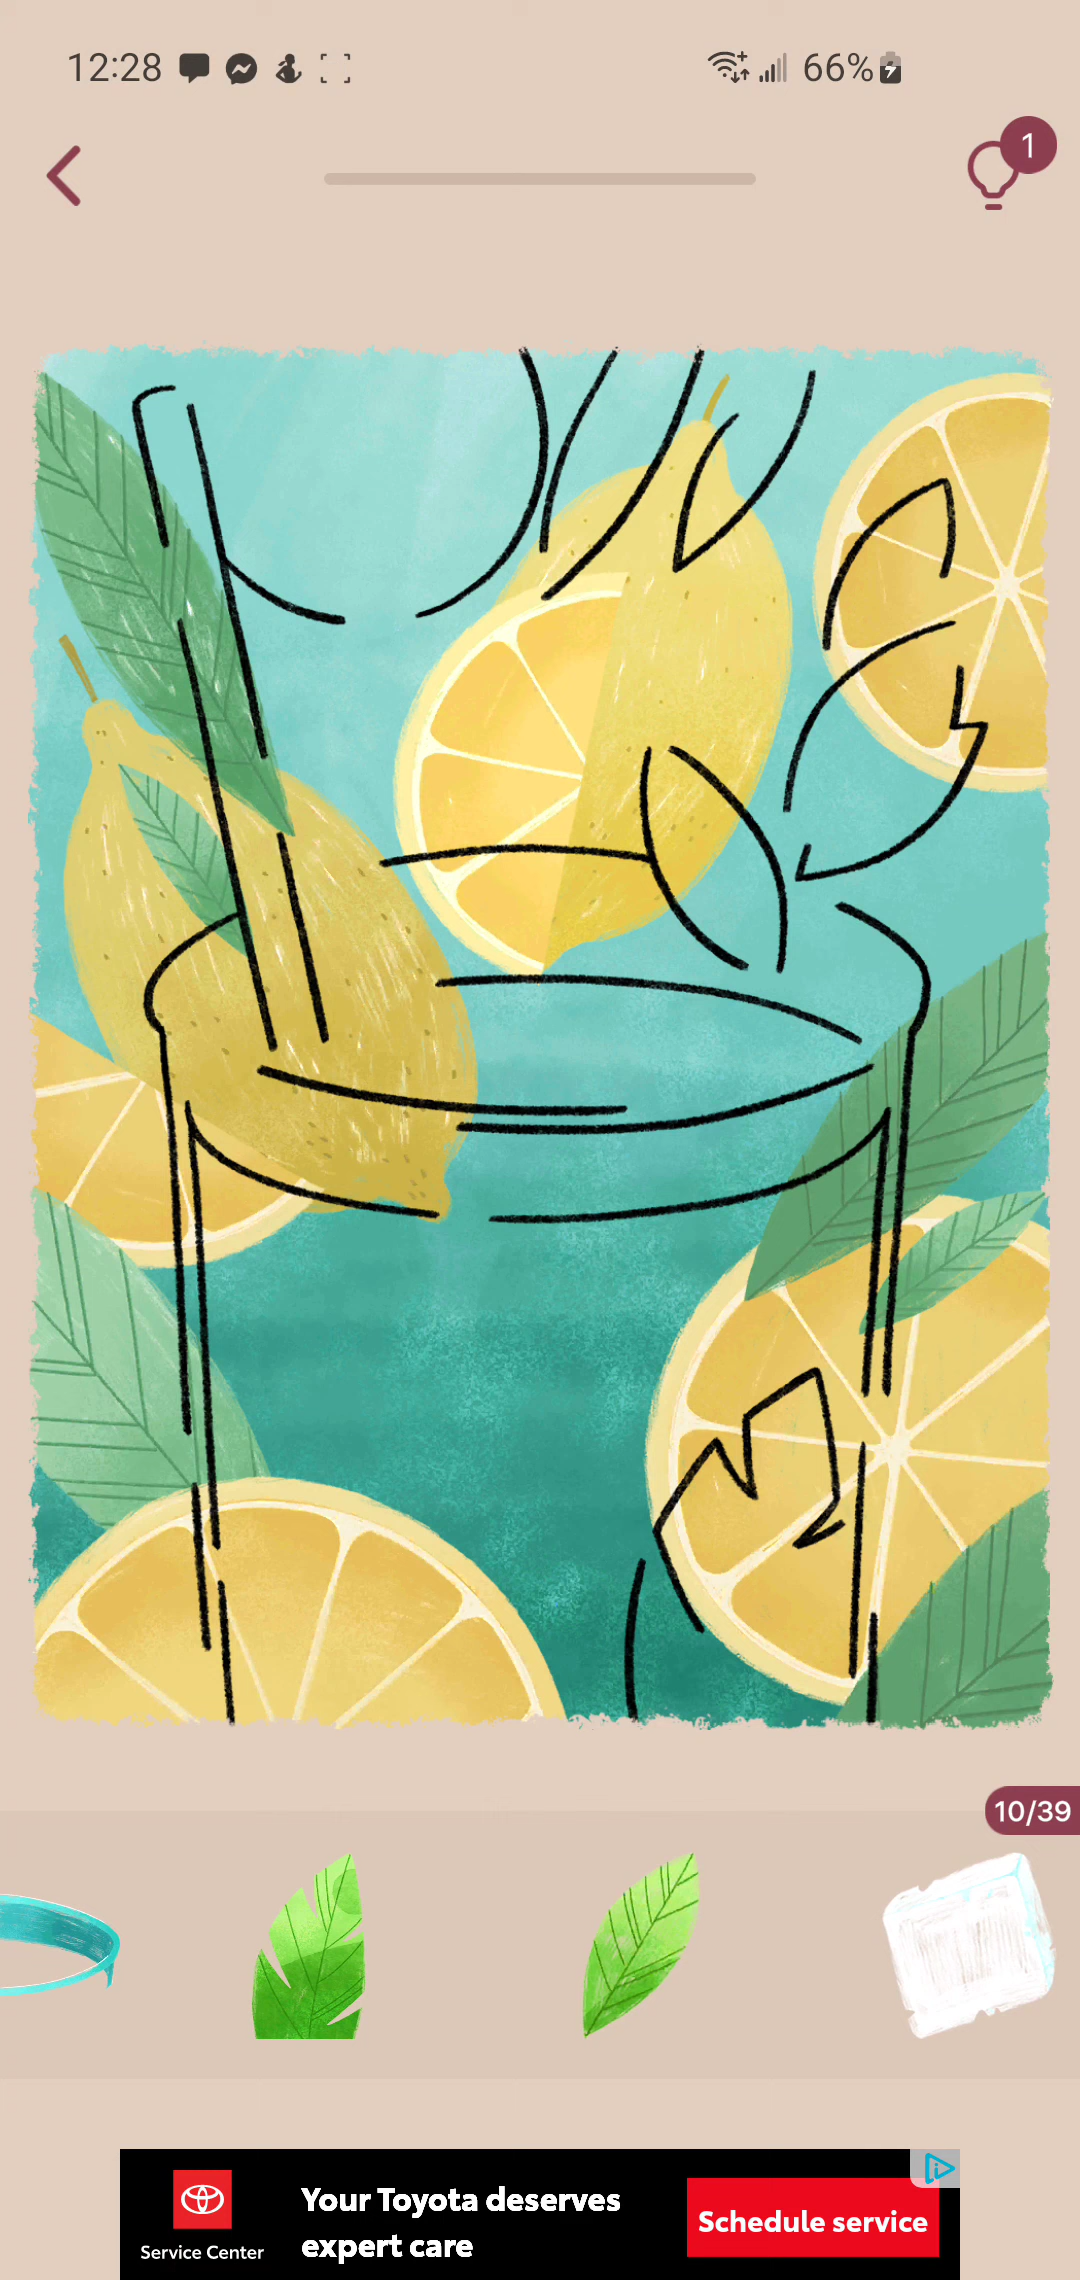 12:28
66%
1
10/39
Your Toyota deserves
expert care
Schedule service
Service Center